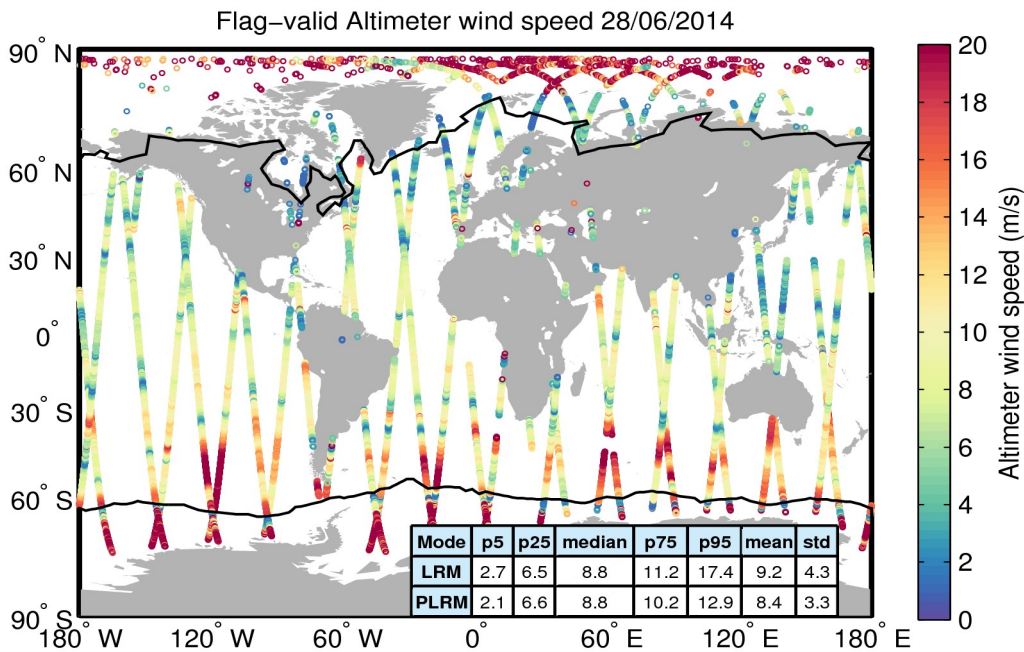 Flag−valid Altimeter wind speed 28/06/2014
90° N
60° N
30° N
0°
30° S
60° S
90° S
180° W
120° W
60° W
0°
60° E
120° E
180° E
Mode p5 p25 median p75 p95 mean std
LRM 2.7 6.5 8.8 11.2 17.4 9.2 4.3
PLRM 2.1 6.6 8.8 10.2 12.9 8.4 3.3
20
18
16
14
12
10
8
6
4
2
0
Altimeter wind speed (m/s)